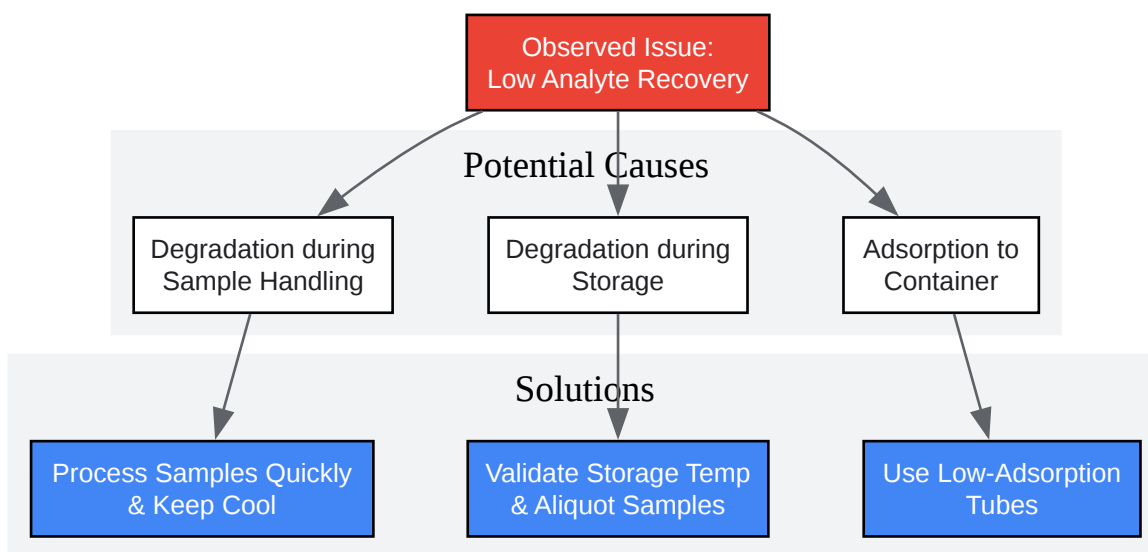 Observed Issue:
Low Analyte Recovery
Potential Causes
Degradation during
Sample Handling
Degradation during
Storage
Adsorption to
Container
Solutions
Process Samples Quickly
& Keep Cool
Validate Storage Temp
& Aliquot Samples
Use Low-Adsorption
Tubes